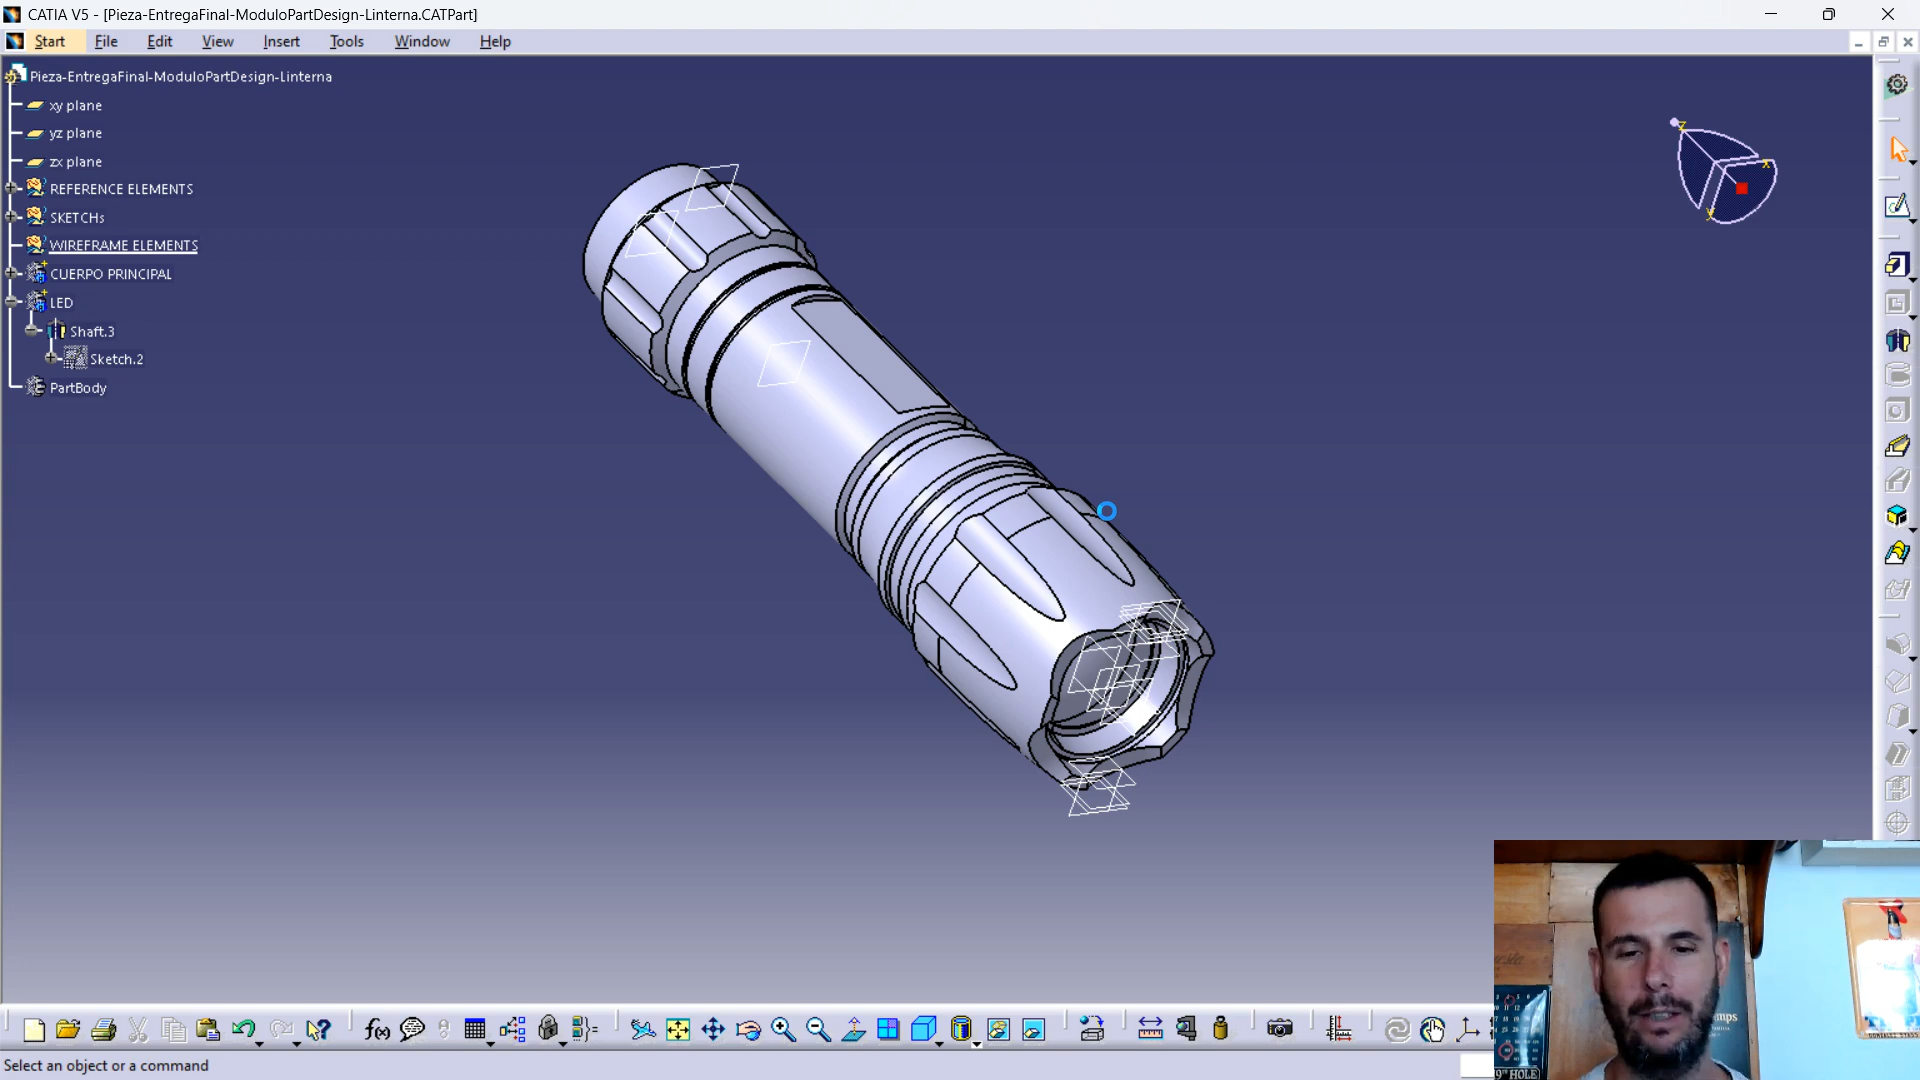 CATIA V5 - [Pieza-EntregaFinal-ModuloPartDesign-Linterna.CATPart]
Start File Edit View Insert Tools Window Help
Pieza-EntregaFinal-ModuloPartDesign-Linterna
xy plane
yz plane
zx plane
REFERENCE ELEMENTS
SKETCHs
WIREFRAME ELEMENTS
CUERPO PRINCIPAL
LED
Shaft.3
Sketch.2
PartBody
z
x
y
f(x)
Select an object or a command
9TH HOLE